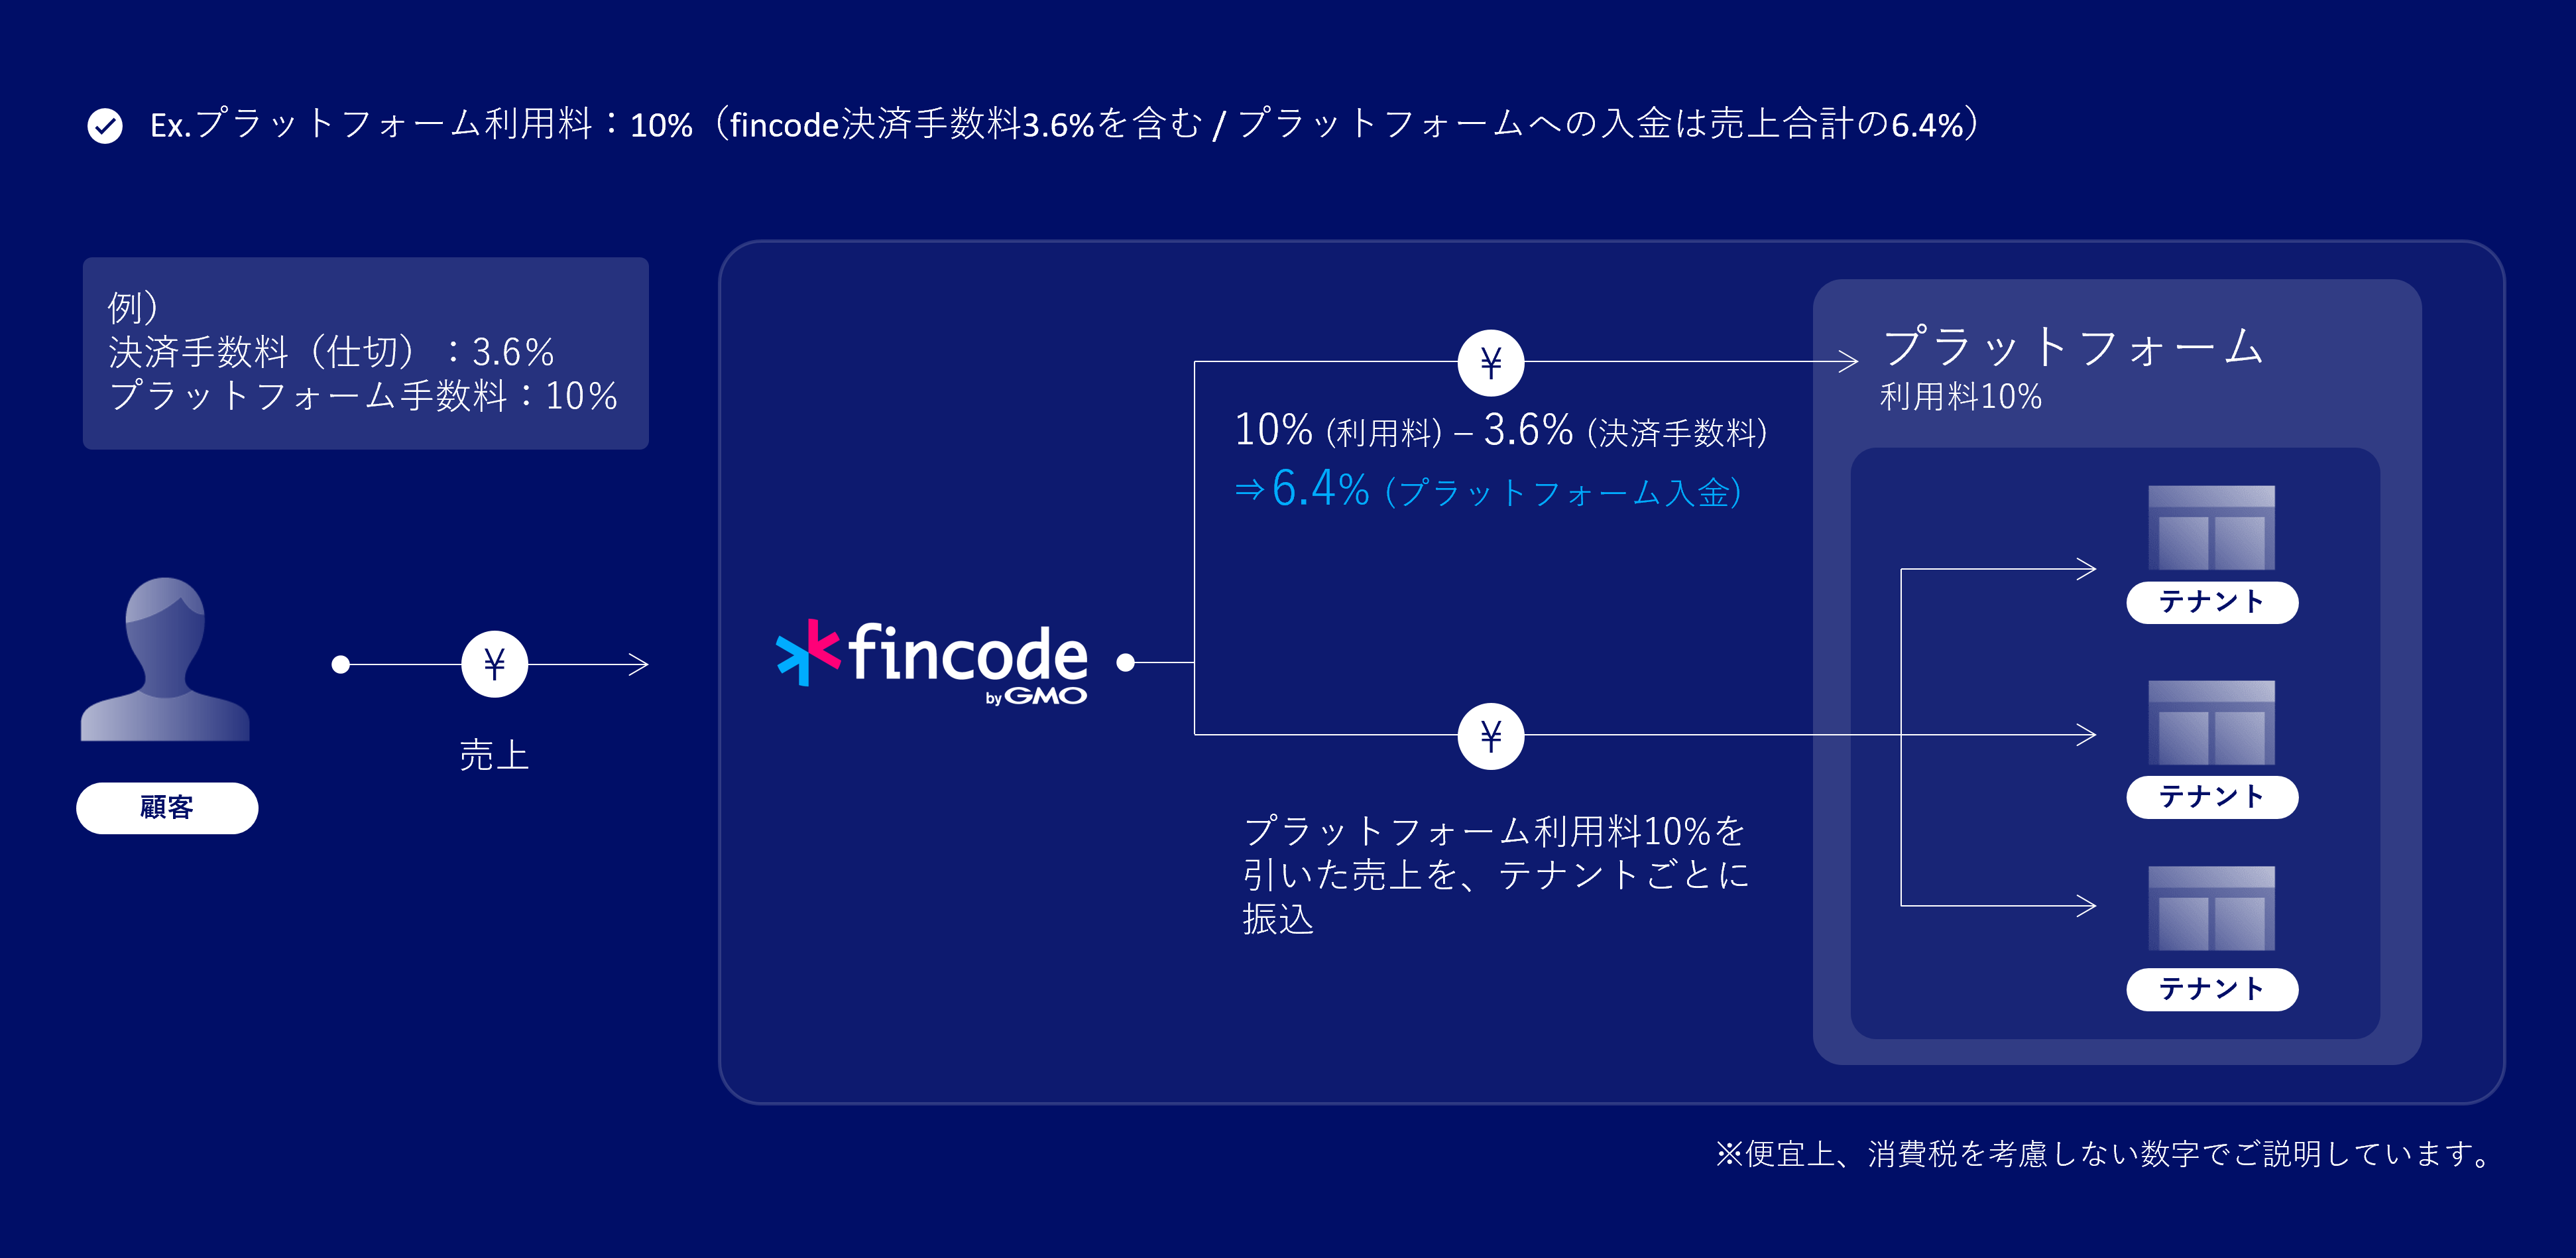 Ex.プラットフォーム利用料：10%（fincode決済手数料3.6%を含む / プラットフォームへの入金は売上合計の6.4%）
例）
決済手数料（仕切）：3.6%
プラットフォーム手数料：10%
顧客
¥
売上
fincode
by GMO
¥
10% (利用料) – 3.6% (決済手数料)
⇒6.4% (プラットフォーム入金)
¥
プラットフォーム利用料10%を
引いた売上を、テナントごとに
振込
プラットフォーム
利用料10%
テナント
テナント
テナント
※便宜上、消費税を考慮しない数字でご説明しています。